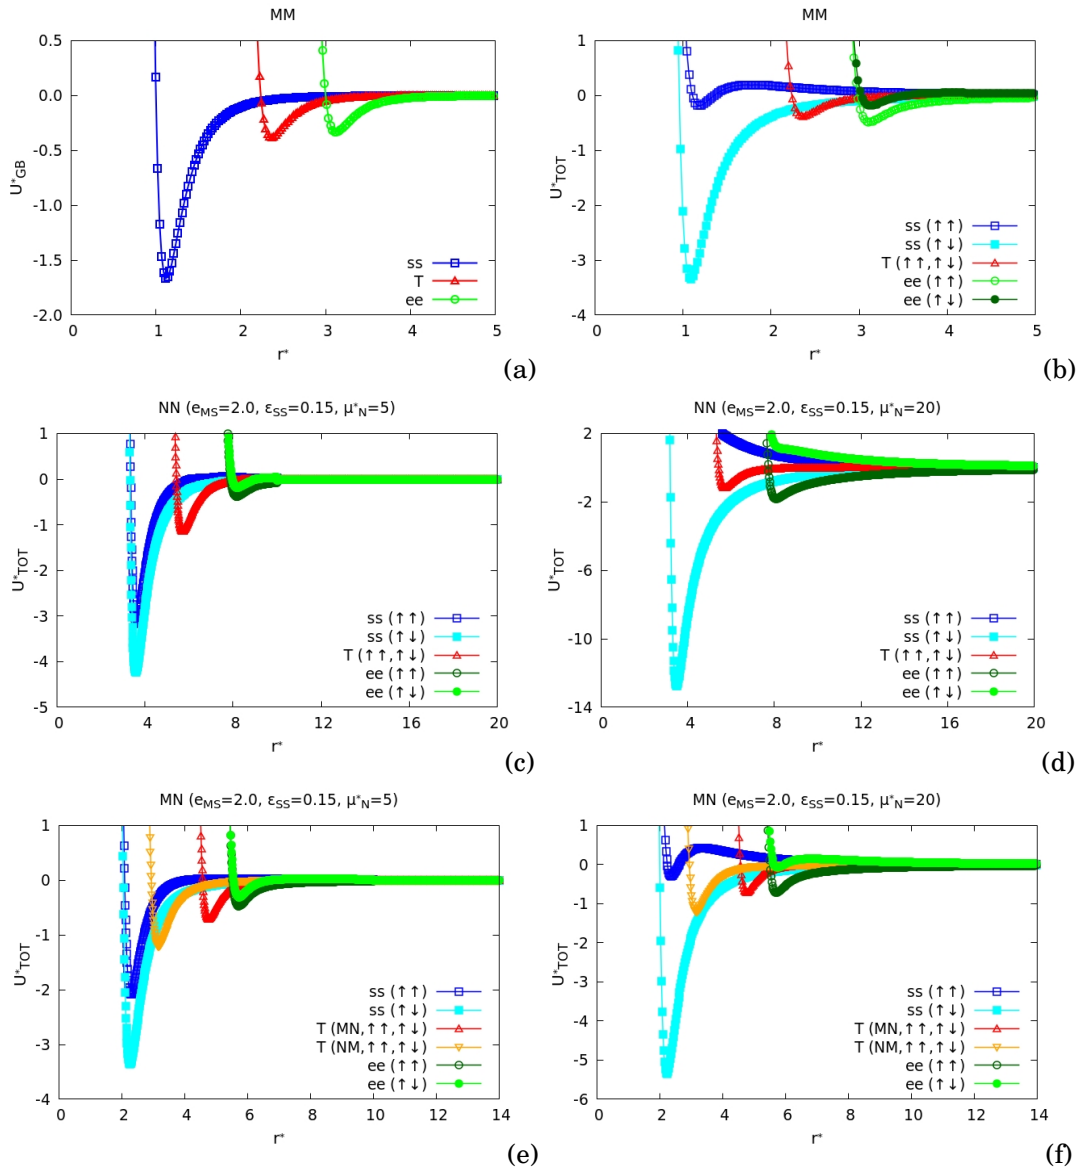 MM
0.5
0.0
-0.5
-1.0
-1.5
-2.0
U*GB
ss
T
ee
0 1 2 3 4 5
r*
(a)
MM
1
0
-1
-2
-3
-4
U*TOT
ss (↑↑)
ss (↑↓)
T (↑↑,↑↓)
ee (↑↑)
ee (↑↓)
0 1 2 3 4 5
r*
(b)
NN (eMS=2.0, εSS=0.15, μ*N=5)
1
0
-1
-2
-3
-4
-5
U*TOT
ss (↑↑)
ss (↑↓)
T (↑↑,↑↓)
ee (↑↑)
ee (↑↓)
0 4 8 12 16 20
r*
(c)
NN (eMS=2.0, εSS=0.15, μ*N=20)
2
-2
-6
-10
-14
U*TOT
ss (↑↑)
ss (↑↓)
T (↑↑,↑↓)
ee (↑↑)
ee (↑↓)
0 4 8 12 16 20
r*
(d)
MN (eMS=2.0, εSS=0.15, μ*N=5)
1
0
-1
-2
-3
-4
U*TOT
ss (↑↑)
ss (↑↓)
T (MN,↑↑,↑↓)
T (NM,↑↑,↑↓)
ee (↑↑)
ee (↑↓)
0 2 4 6 8 10 12 14
r*
(e)
MN (eMS=2.0, εSS=0.15, μ*N=20)
1
0
-1
-2
-3
-4
-5
-6
U*TOT
ss (↑↑)
ss (↑↓)
T (MN,↑↑,↑↓)
T (NM,↑↑,↑↓)
ee (↑↑)
ee (↑↓)
0 2 4 6 8 10 12 14
r*
(f)